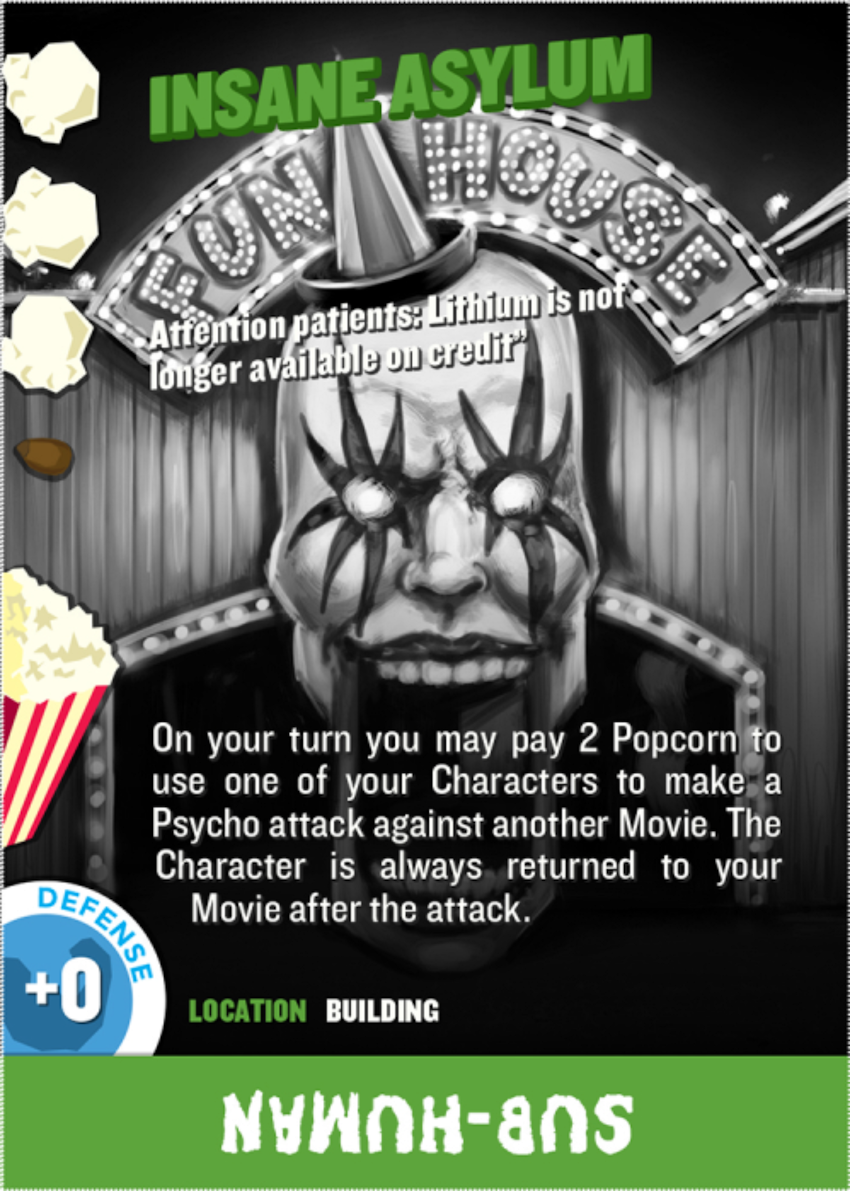 INSANE ASYLUM
FUN HOUSE
Attention patients: Lithium is not
longer available on credit"
On your turn you may pay 2 Popcorn to
use one of your Characters to make a
Psycho attack against another Movie. The
Character is always returned to your
Movie after the attack.
DEFENSE
+0
LOCATION BUILDING
SUB-HUMAN